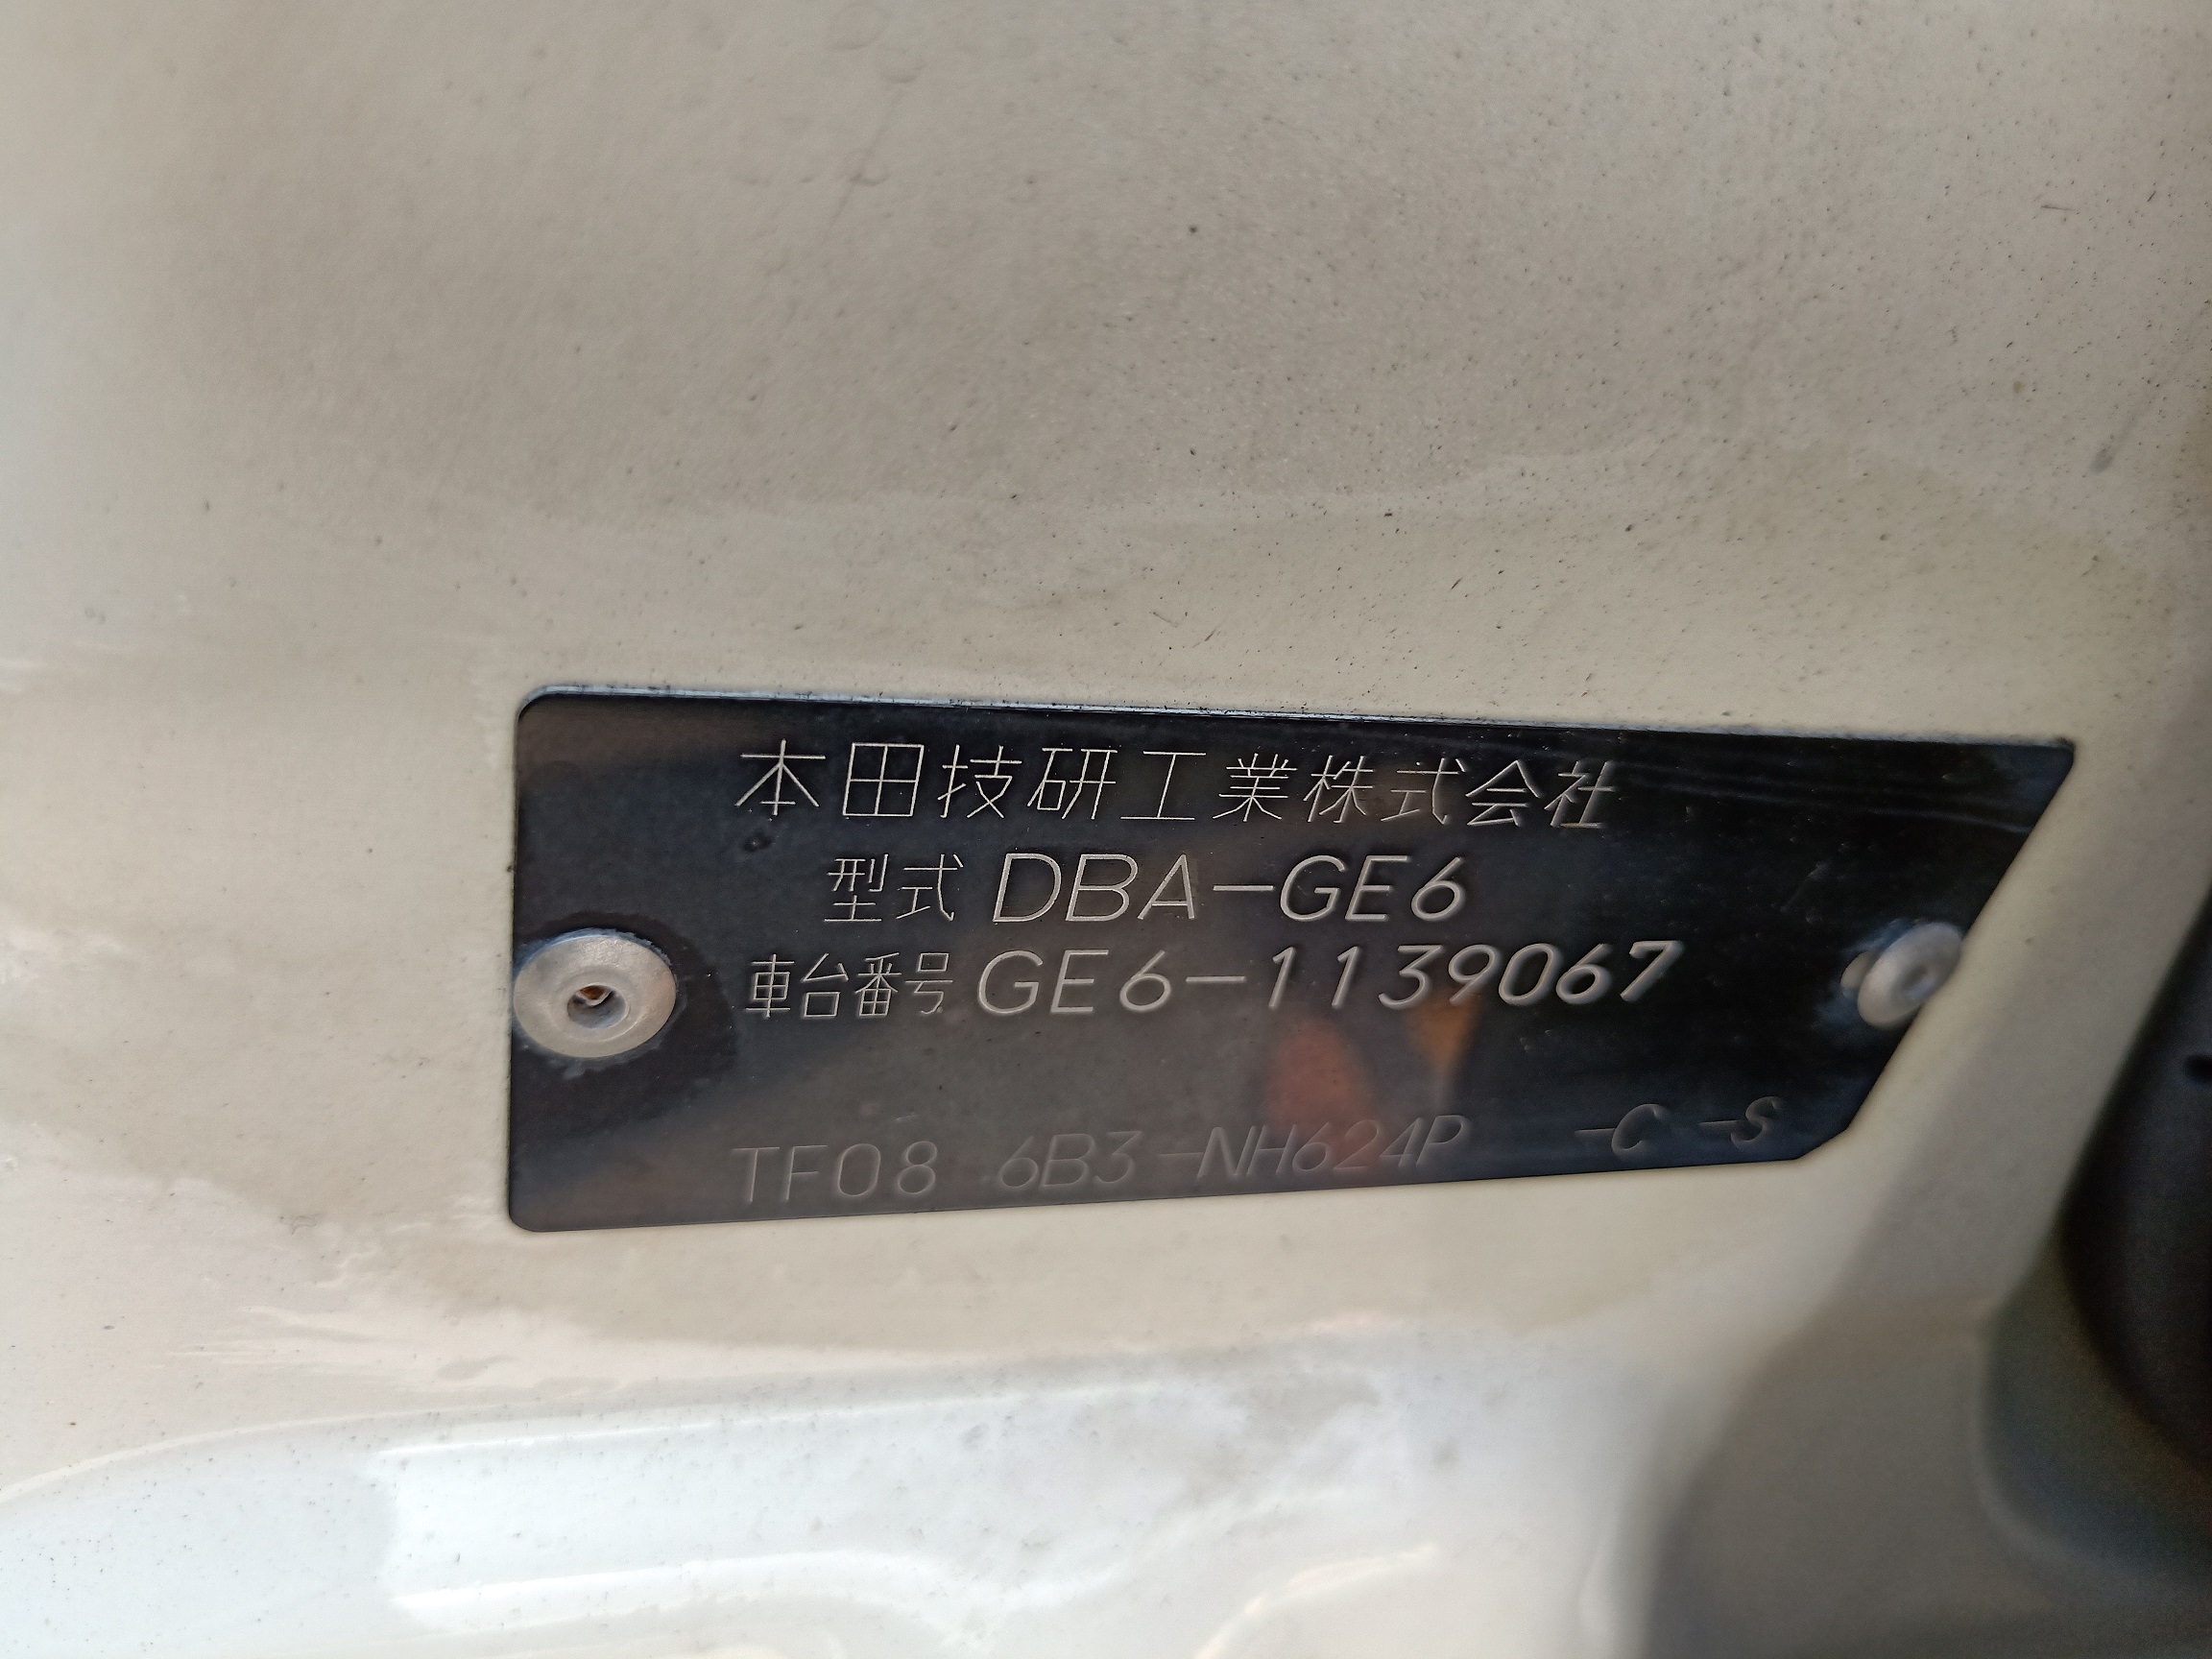 本田技研工業株式会社
型式 DBA-GE6
車台番号 GE6-1139067
TF08 6B3-NH624P -C -S